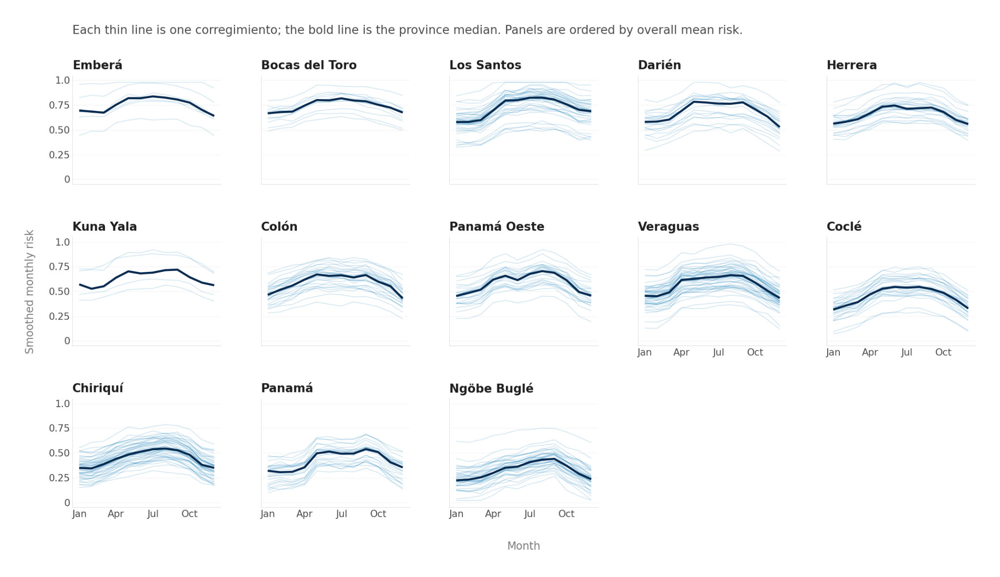 Each thin line is one corregimiento; the bold line is the province median. Panels are ordered by overall mean risk.
Emberá
Bocas del Toro
Los Santos
Darién
Herrera
1.0
0.75
0.50
0.25
0
Smoothed monthly risk
Kuna Yala
Colón
Panamá Oeste
Veraguas
Coclé
1.0
0.75
0.50
0.25
0
Jan Apr Jul Oct
Jan Apr Jul Oct
Chiriquí
Panamá
Ngöbe Buglé
1.0
0.75
0.50
0.25
0
Jan Apr Jul Oct
Jan Apr Jul Oct
Jan Apr Jul Oct
Month